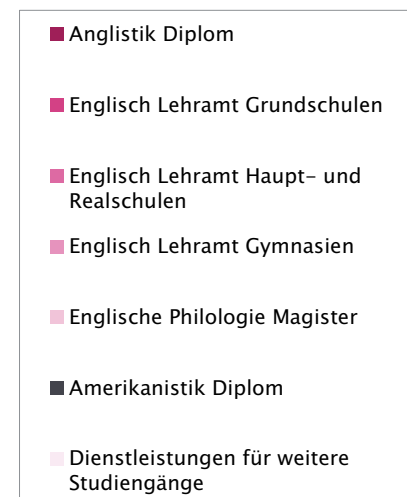 Anglistik Diplom
Englisch Lehramt Grundschulen
Englisch Lehramt Haupt- und
Realschulen
Englisch Lehramt Gymnasien
Englische Philologie Magister
Amerikanistik Diplom
Dienstleistungen für weitere
Studiengänge